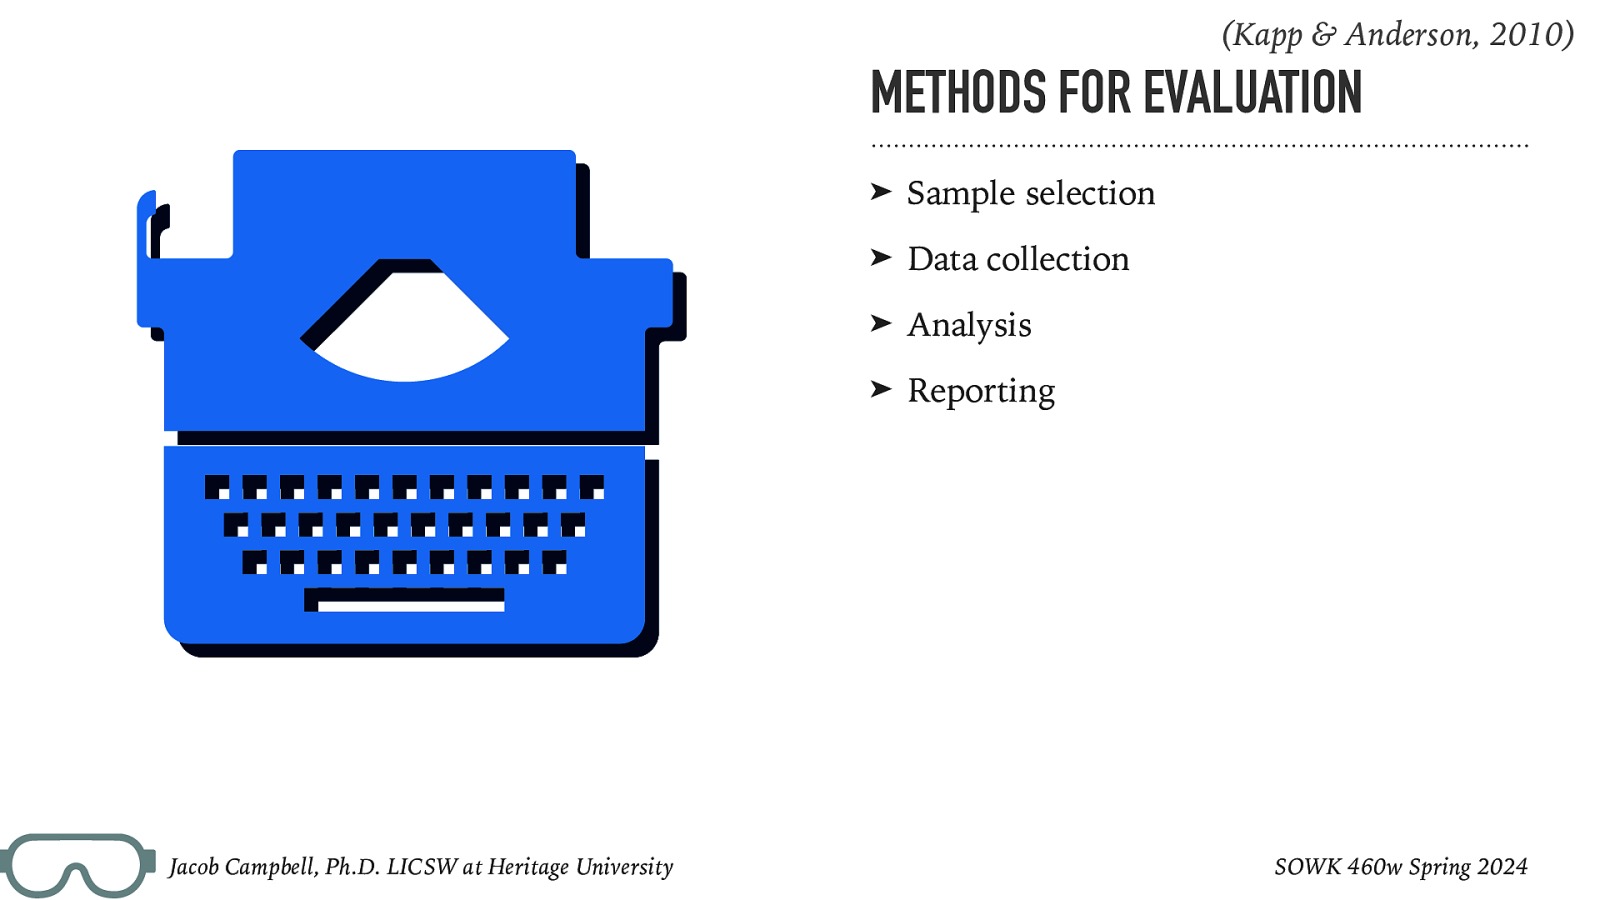 (Kapp & Anderson, 2010)
METHODS FOR EVALUATION
➤ Sample selection
➤ Data collection
➤ Analysis
➤ Reporting
Jacob Campbell, Ph.D. LICSW at Heritage University
SOWK 460w Spring 2024